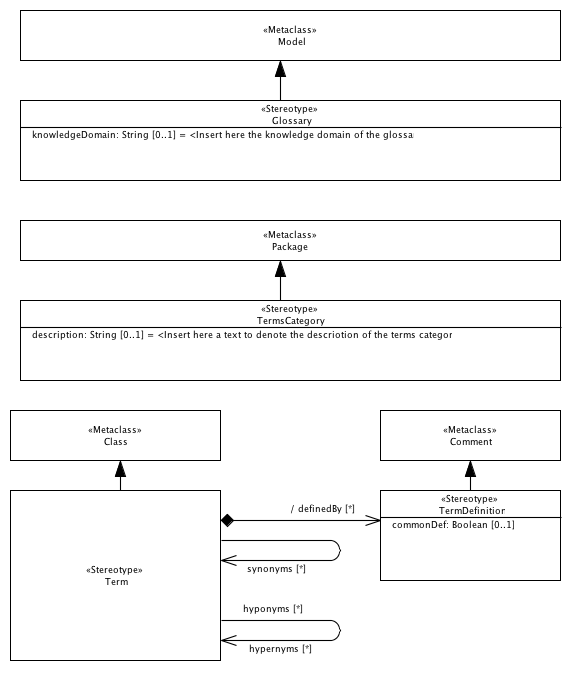 «Metaclass»
Model
«Stereotype»
Glossary
knowledgeDomain: String [0..1] = <Insert here the knowledge domain of the glossa
«Metaclass»
Package
«Stereotype»
TermsCategory
description: String [0..1] = <Insert here a text to denote the descriotion of the terms categor
«Metaclass»
Class
«Metaclass»
Comment
«Stereotype»
TermDefinition
commonDef: Boolean [0..1]
/ definedBy [*]
synonyms [*]
«Stereotype»
Term
hyponyms [*]
hypernyms [*]